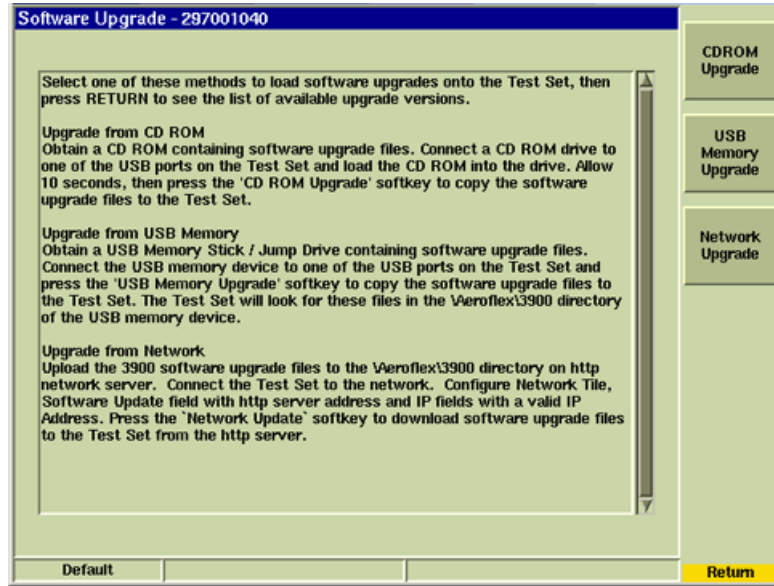 Software Upgrade - 297001040
Select one of these methods to load software upgrades onto the Test Set, then
press RETURN to see the list of available upgrade versions.
Upgrade from CD ROM
Obtain a CD ROM containing software upgrade files. Connect a CD ROM drive to
one of the USB ports on the Test Set and load the CD ROM into the drive. Allow
10 seconds, then press the 'CD ROM Upgrade' softkey to copy the software
upgrade files to the Test Set.
Upgrade from USB Memory
Obtain a USB Memory Stick / Jump Drive containing software upgrade files.
Connect the USB memory device to one of the USB ports on the Test Set and
press the 'USB Memory Upgrade' softkey to copy the software upgrade files to
the Test Set. The Test Set will look for these files in the \Aeroflex\3900 directory
of the USB memory device.
Upgrade from Network
Upload the 3900 software upgrade files to the \Aeroflex\3900 directory on http
network server.  Connect the Test Set to the network.  Configure Network Tile,
Software Update field with http server address and IP fields with a valid IP
Address. Press the `Network Update` softkey to download software upgrade files
to the Test Set from the http server.
CDROM
Upgrade
USB
Memory
Upgrade
Network
Upgrade
Default
Return